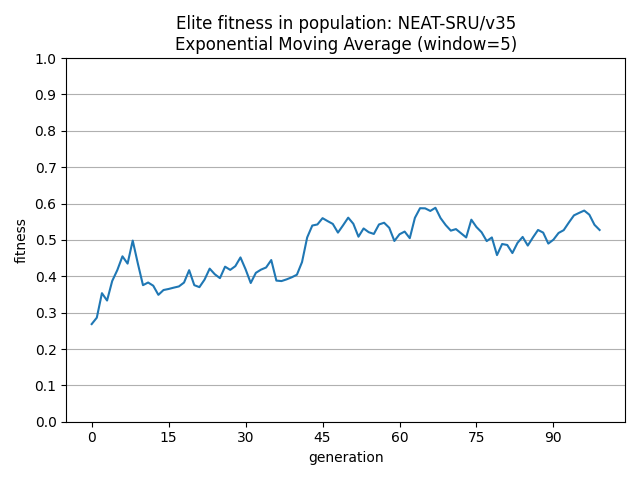 Elite fitness in population: NEAT-SRU/v35
Exponential Moving Average (window=5)
1.0
0.9
0.8
0.7
0.6
0.5
0.4
0.3
0.2
0.1
0.0
fitness
0 15 30 45 60 75 90
generation